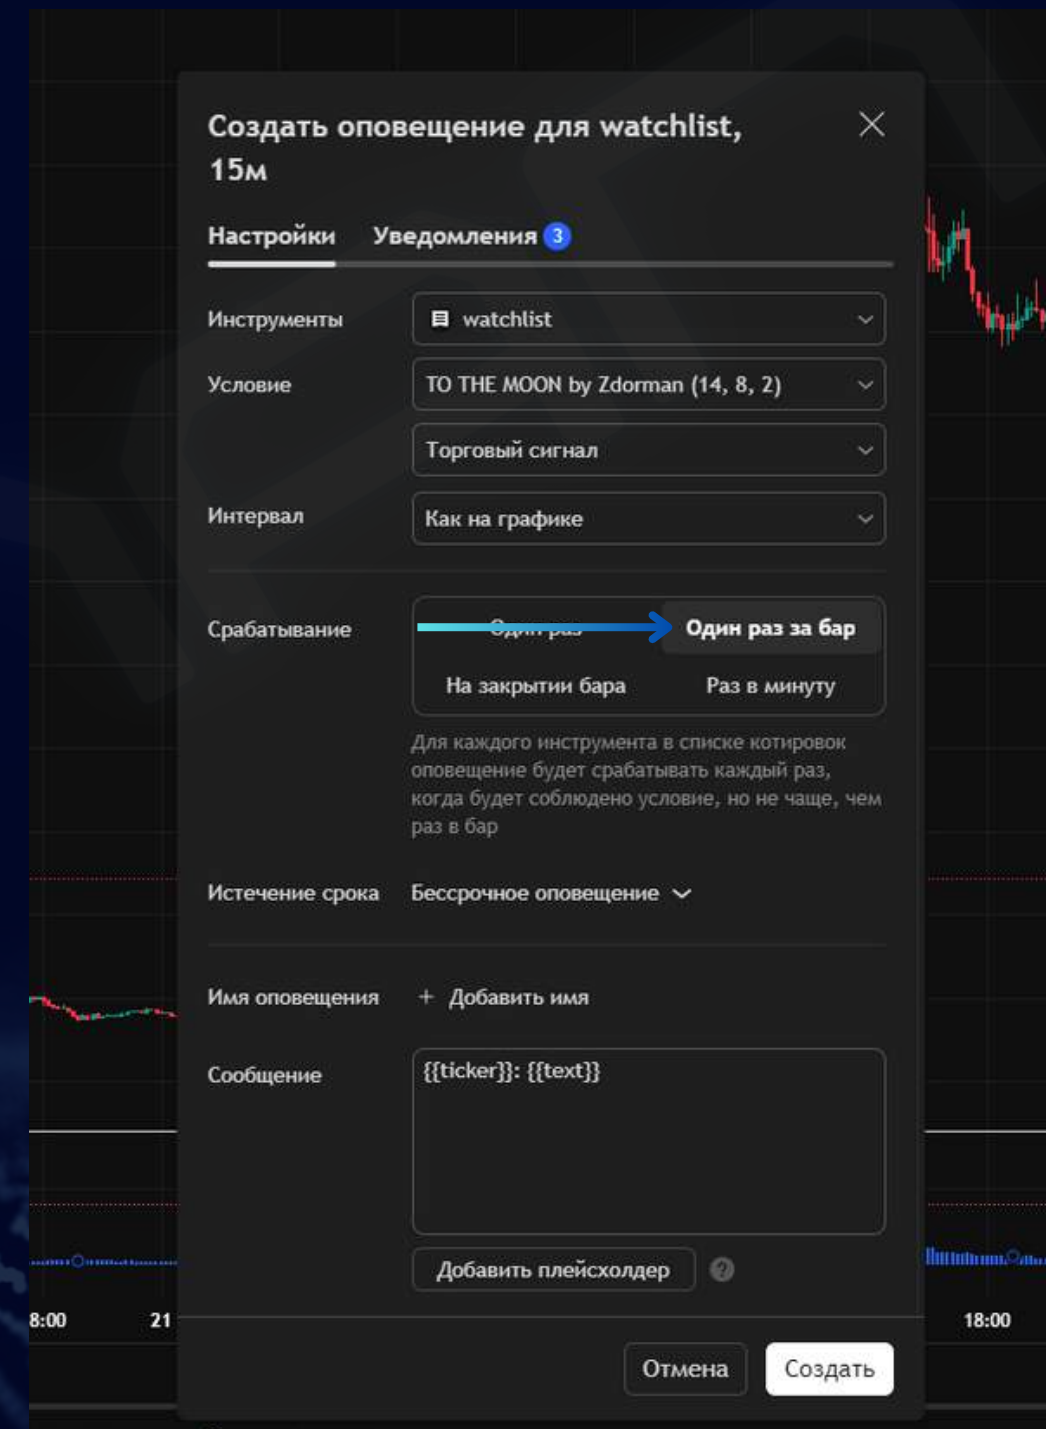 Создать оповещение для watchlist,
15м
Настройки Уведомления 3
Инструменты watchlist
Условие TO THE MOON by Zdorman (14, 8, 2)
Торговый сигнал
Интервал Как на графике
Срабатывание Один раз Один раз за бар
На закрытии бара Раз в минуту
Для каждого инструмента в списке котировок
оповещение будет срабатывать каждый раз,
когда будет соблюдено условие, но не чаще, чем
раз в бар
Истечение срока Бессрочное оповещение
Имя оповещения + Добавить имя
Сообщение {{ticker}}: {{text}}
Добавить плейсхолдер ?
8:00 21 18:00
Отмена Создать